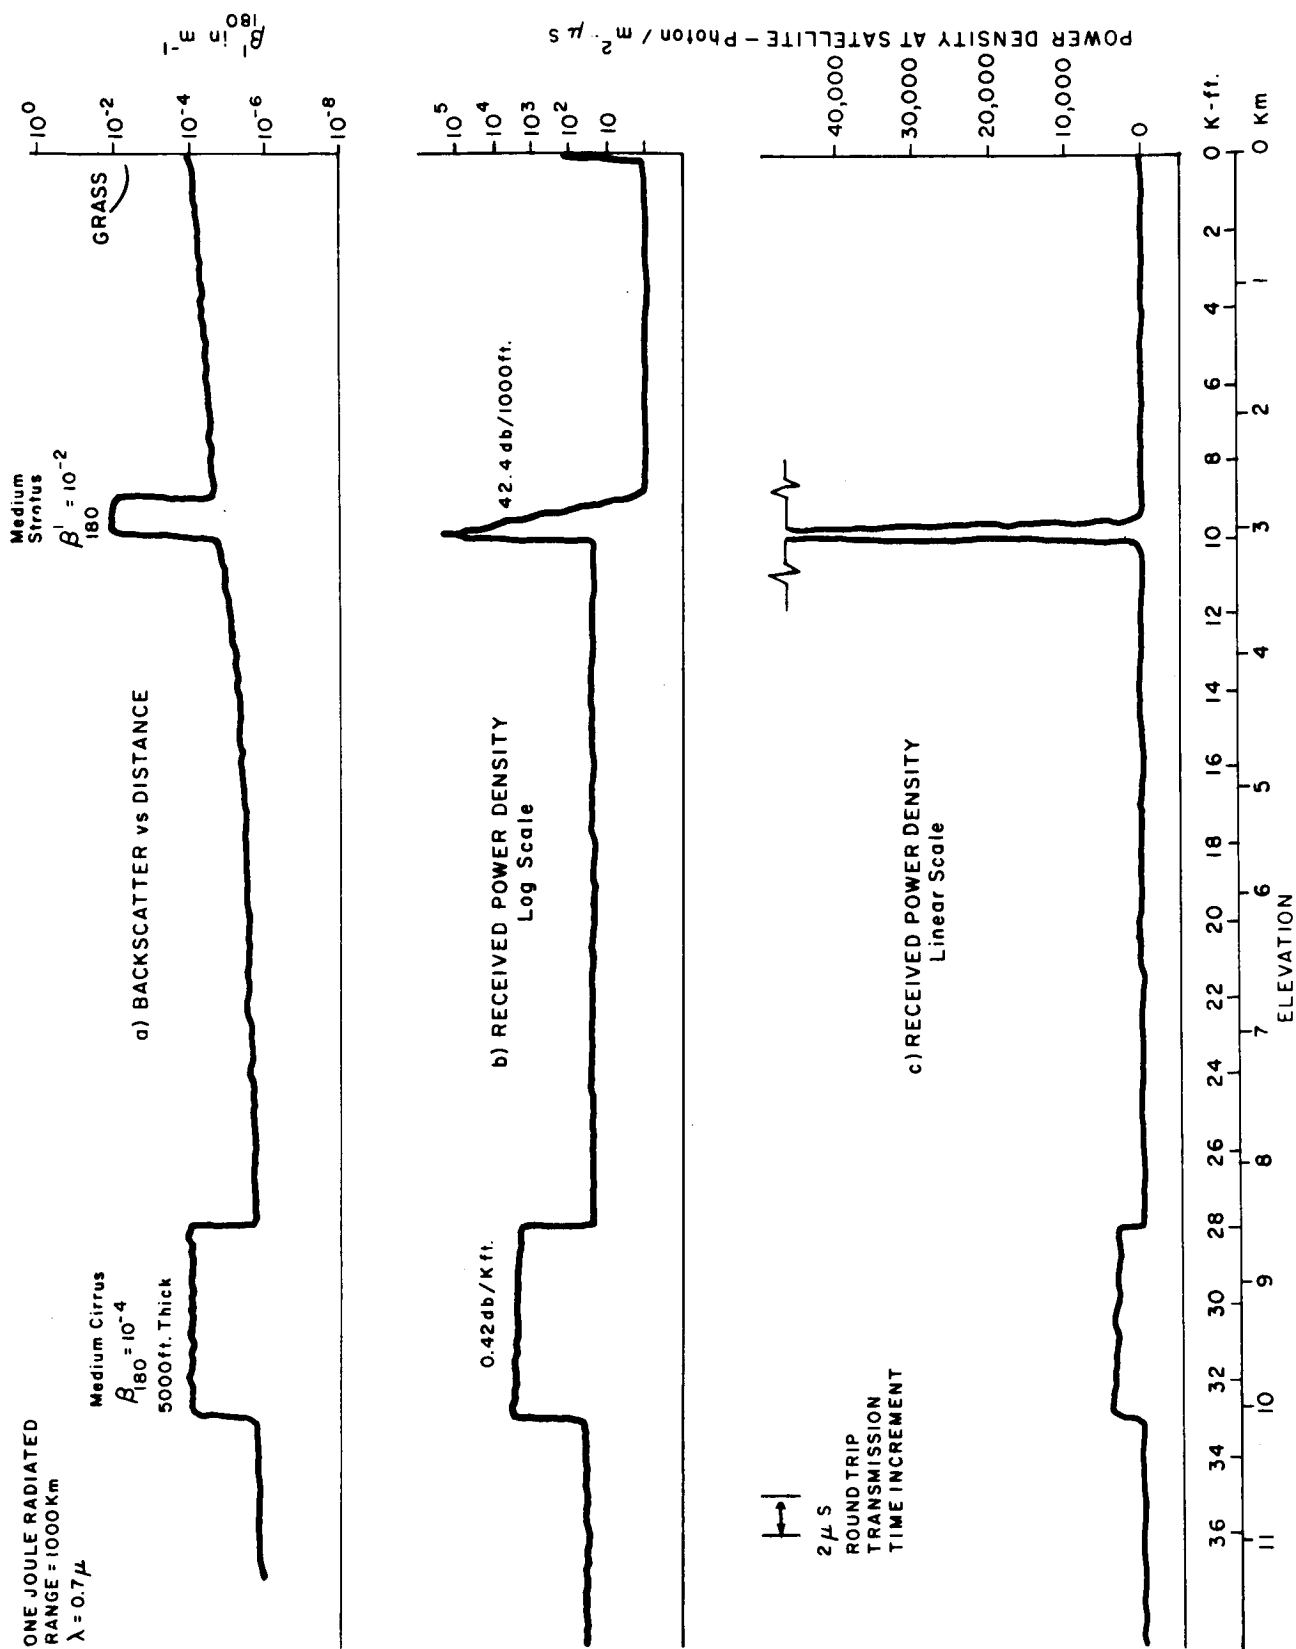 ONE JOULE RADIATED
RANGE = 1000 Km
λ = 0.7 μ
Medium Cirrus
β180 = 10^-4
5000 ft. Thick
Medium
Stratus
β'180 = 10^-2
GRASS
a) BACKSCATTER vs DISTANCE
10^0
10^-2
10^-4
10^-6
10^-8
β'180 in m^-1
0.42 db/K ft.
42.4 db/1000 ft.
b) RECEIVED POWER DENSITY
Log Scale
10^5
10^4
10^3
10^2
10
POWER DENSITY AT SATELLITE - Photon / m^2 · μ S
2 μ S
ROUND TRIP
TRANSMISSION
TIME INCREMENT
c) RECEIVED POWER DENSITY
Linear Scale
40,000
30,000
20,000
10,000
0
36 34 32 30 28 26 24 22 20 18 16 14 12 10 8 6 4 2 0 K-ft.
11 10 9 8 7 6 5 4 3 2 1 0 Km
ELEVATION